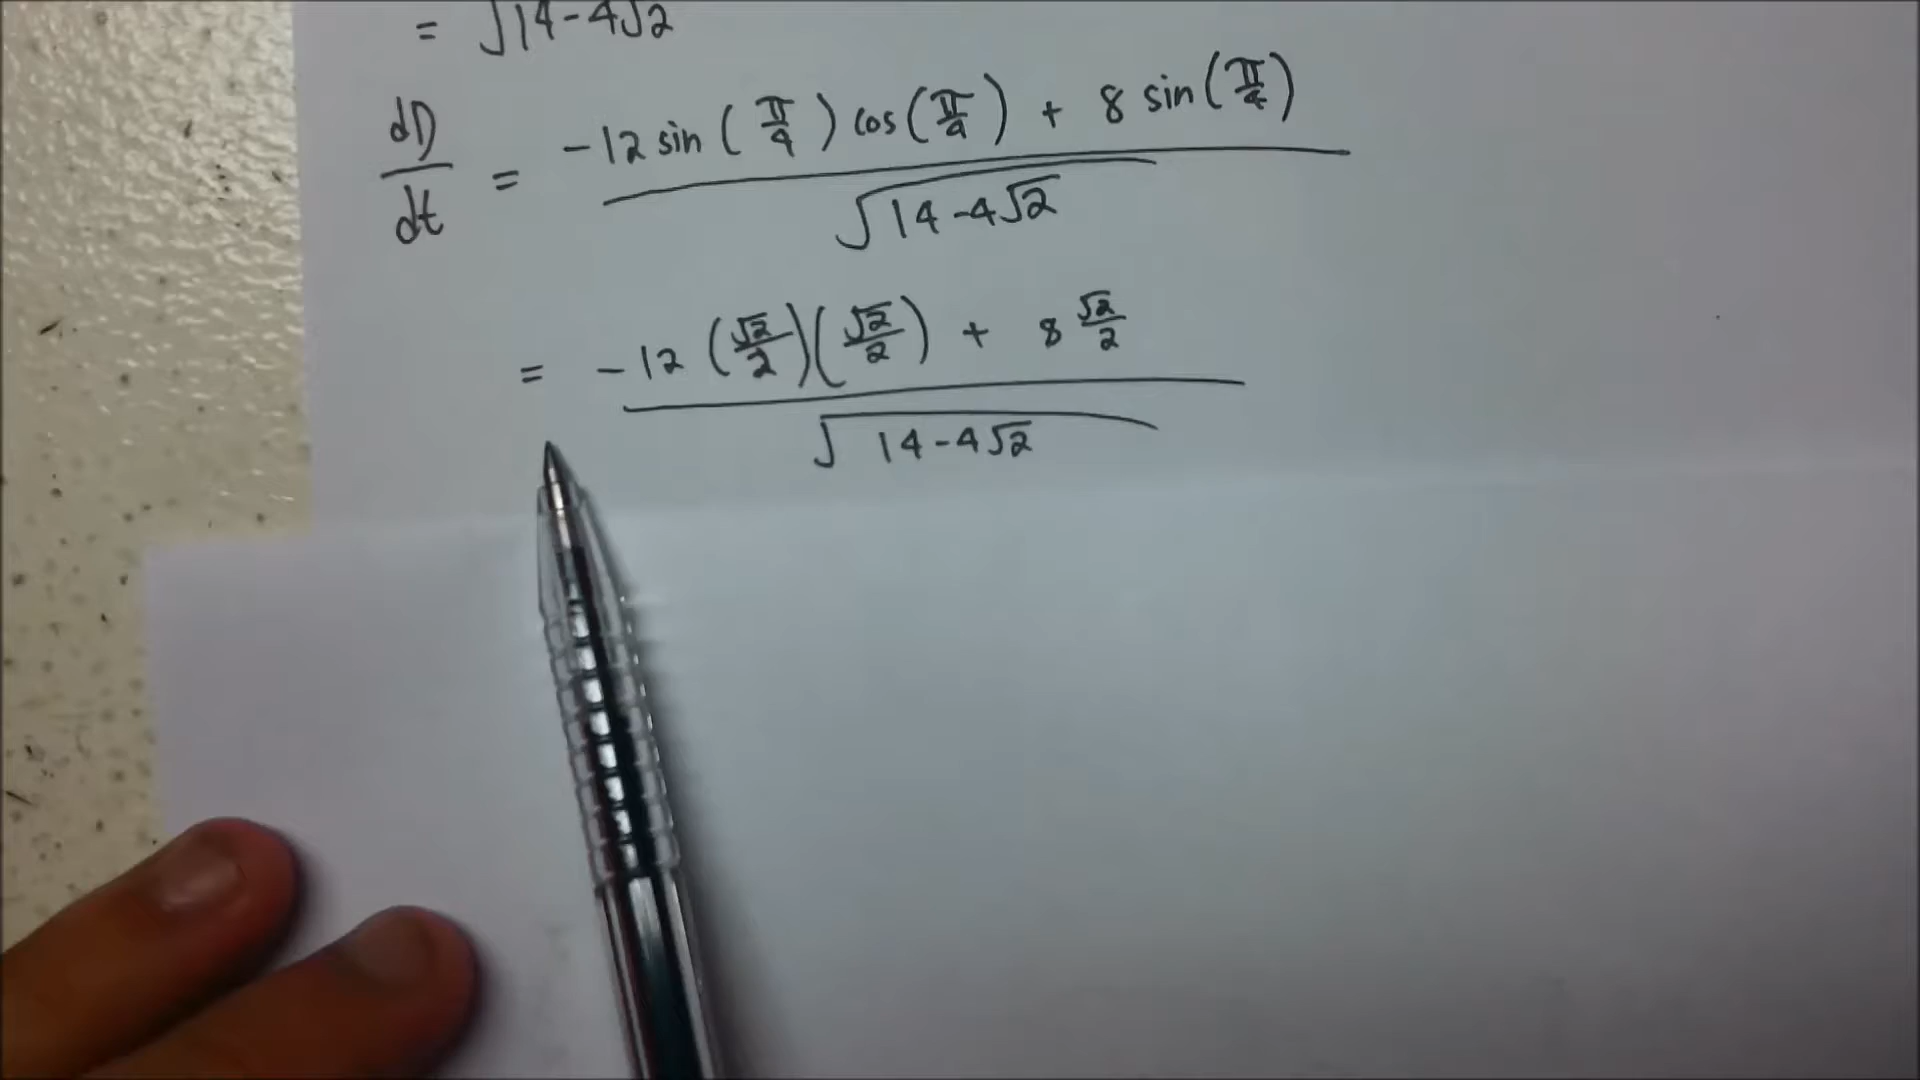 = √14-4√2
dD/dt = (-12 sin(π/4) cos(π/4) + 8 sin(π/4)) / √(14-4√2)
= (-12 (√2/2)(√2/2) + 8 √2/2) / √(14-4√2)